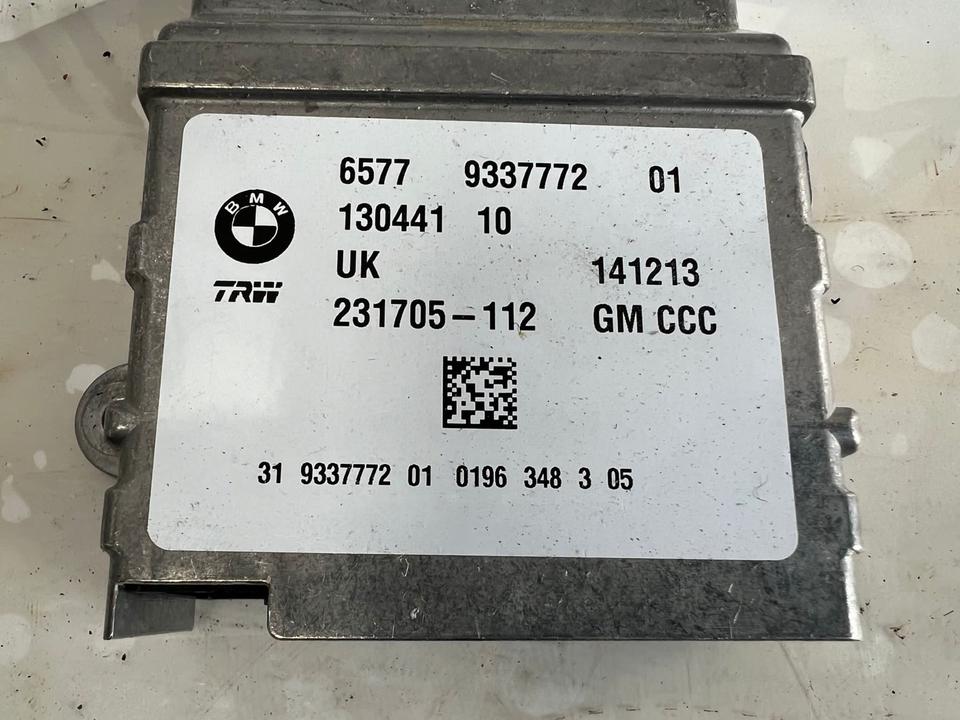 6577 9337772 01
BMW
130441 10
UK 141213
TRW
231705-112 GM CCC
31 9337772 01 0196 348 3 05